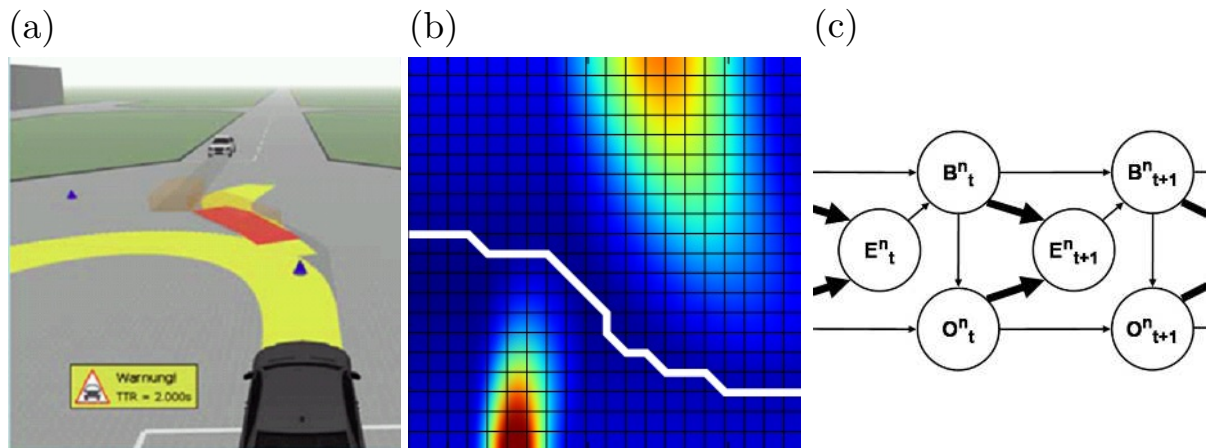 (a)
(b)
(c)
Warnung!
TTR = 2.000s
Bⁿₜ
Bⁿₜ₊₁
Eⁿₜ
Eⁿₜ₊₁
Oⁿₜ
Oⁿₜ₊₁